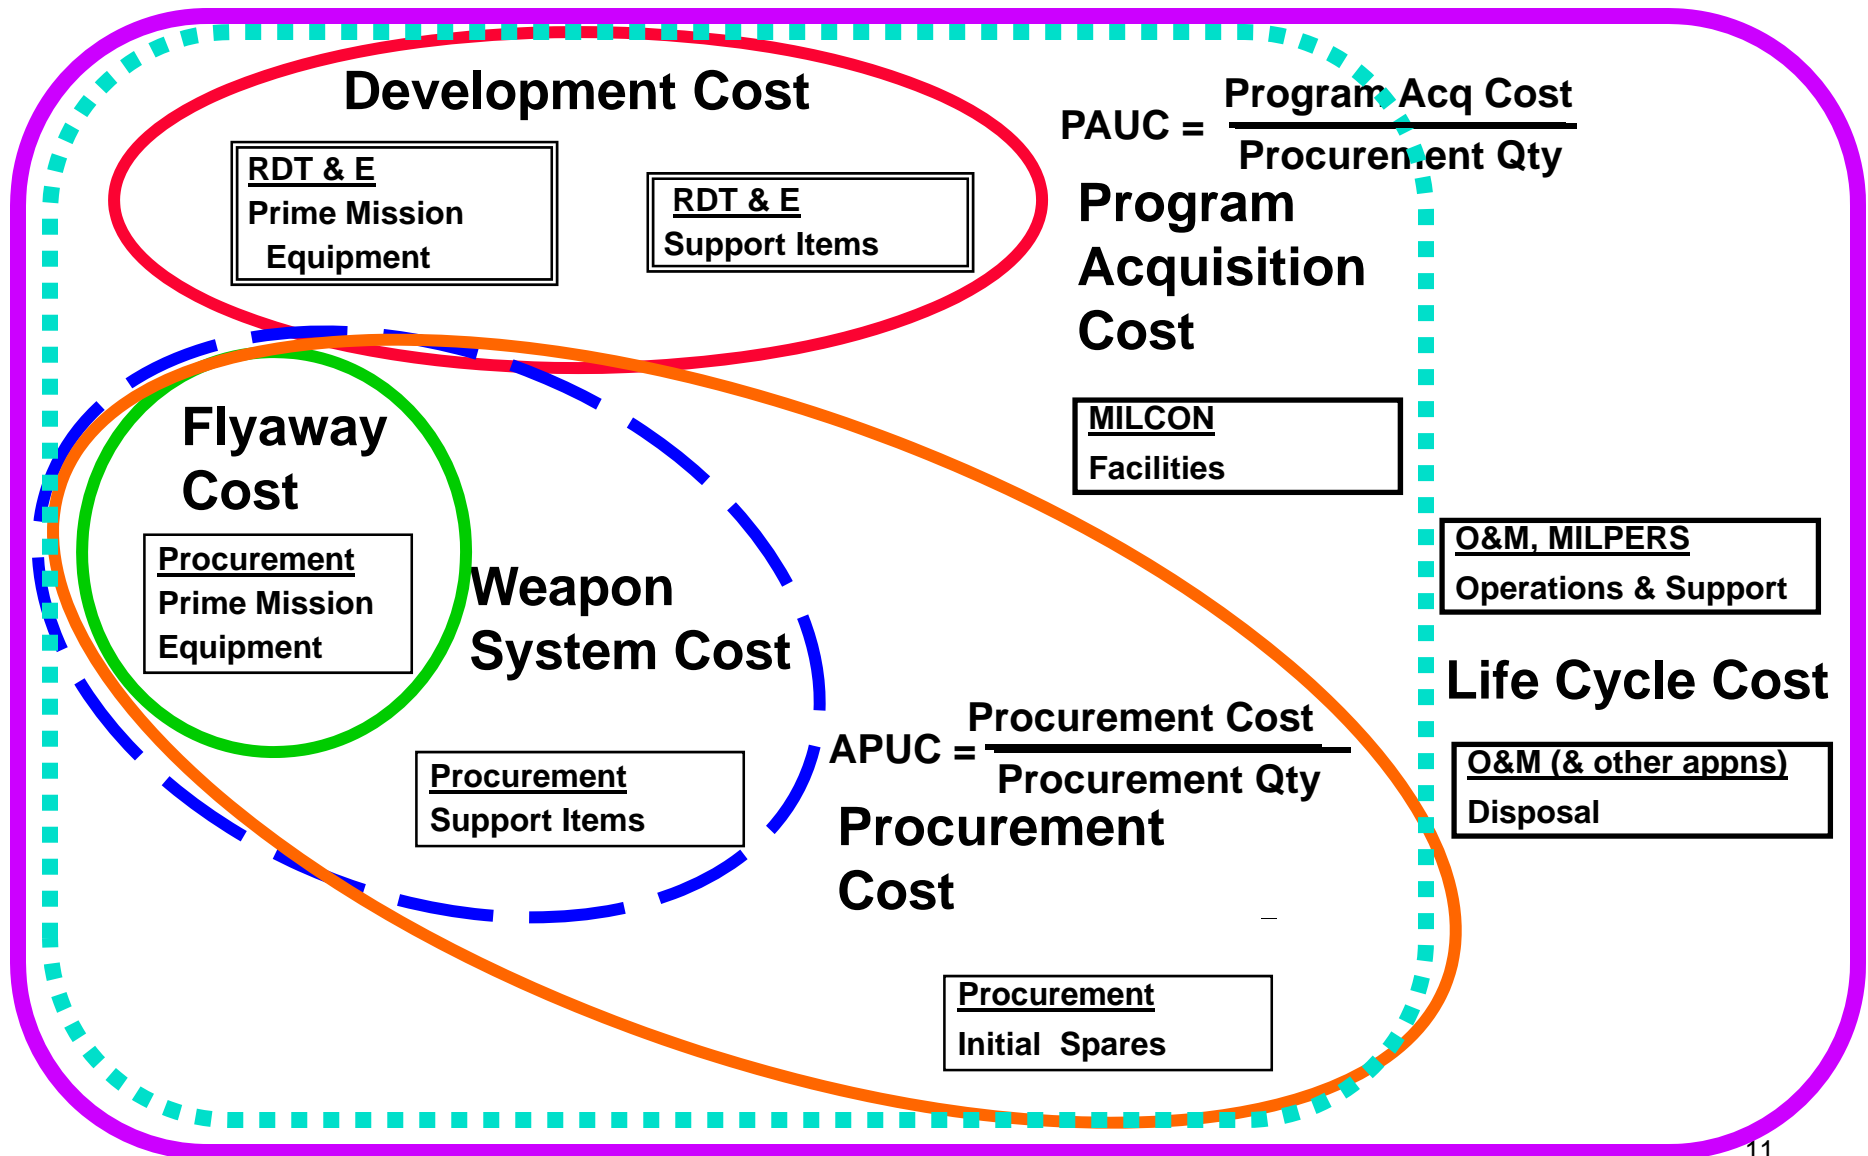 Development Cost
RDT & E
Prime Mission
Equipment
RDT & E
Support Items
PAUC =
Program Acq Cost
Procurement Qty
Program
Acquisition
Cost
MILCON
Facilities
Flyaway
Cost
Procurement
Prime Mission
Equipment
Weapon
System Cost
Procurement
Support Items
APUC =
Procurement Cost
Procurement Qty
Procurement
Cost
Procurement
Initial Spares
O&M, MILPERS
Operations & Support
Life Cycle Cost
O&M (& other appns)
Disposal
11